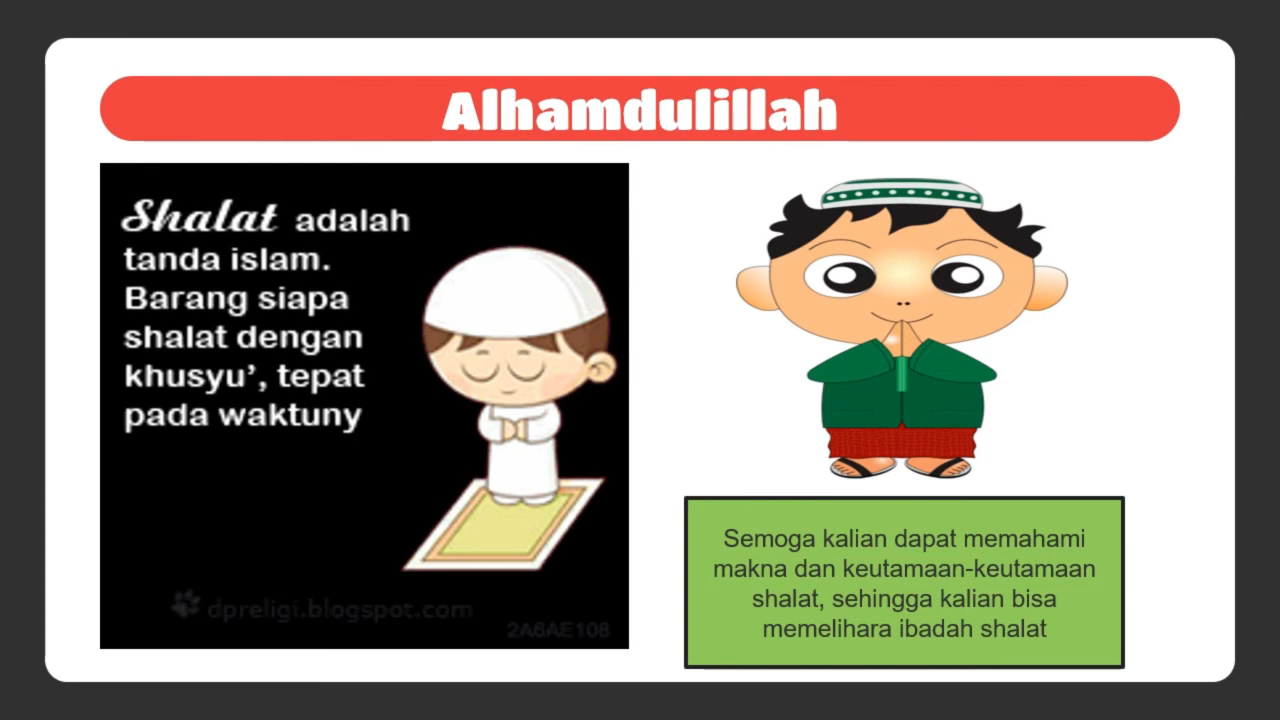 Alhamdulillah
Shalat adalah
tanda islam.
Barang siapa
shalat dengan
khusyu', tepat
pada waktuny
dpreligi.blogspot.com
2A6AE108
Semoga kalian dapat memahami
makna dan keutamaan-keutamaan
shalat, sehingga kalian bisa
memelihara ibadah shalat